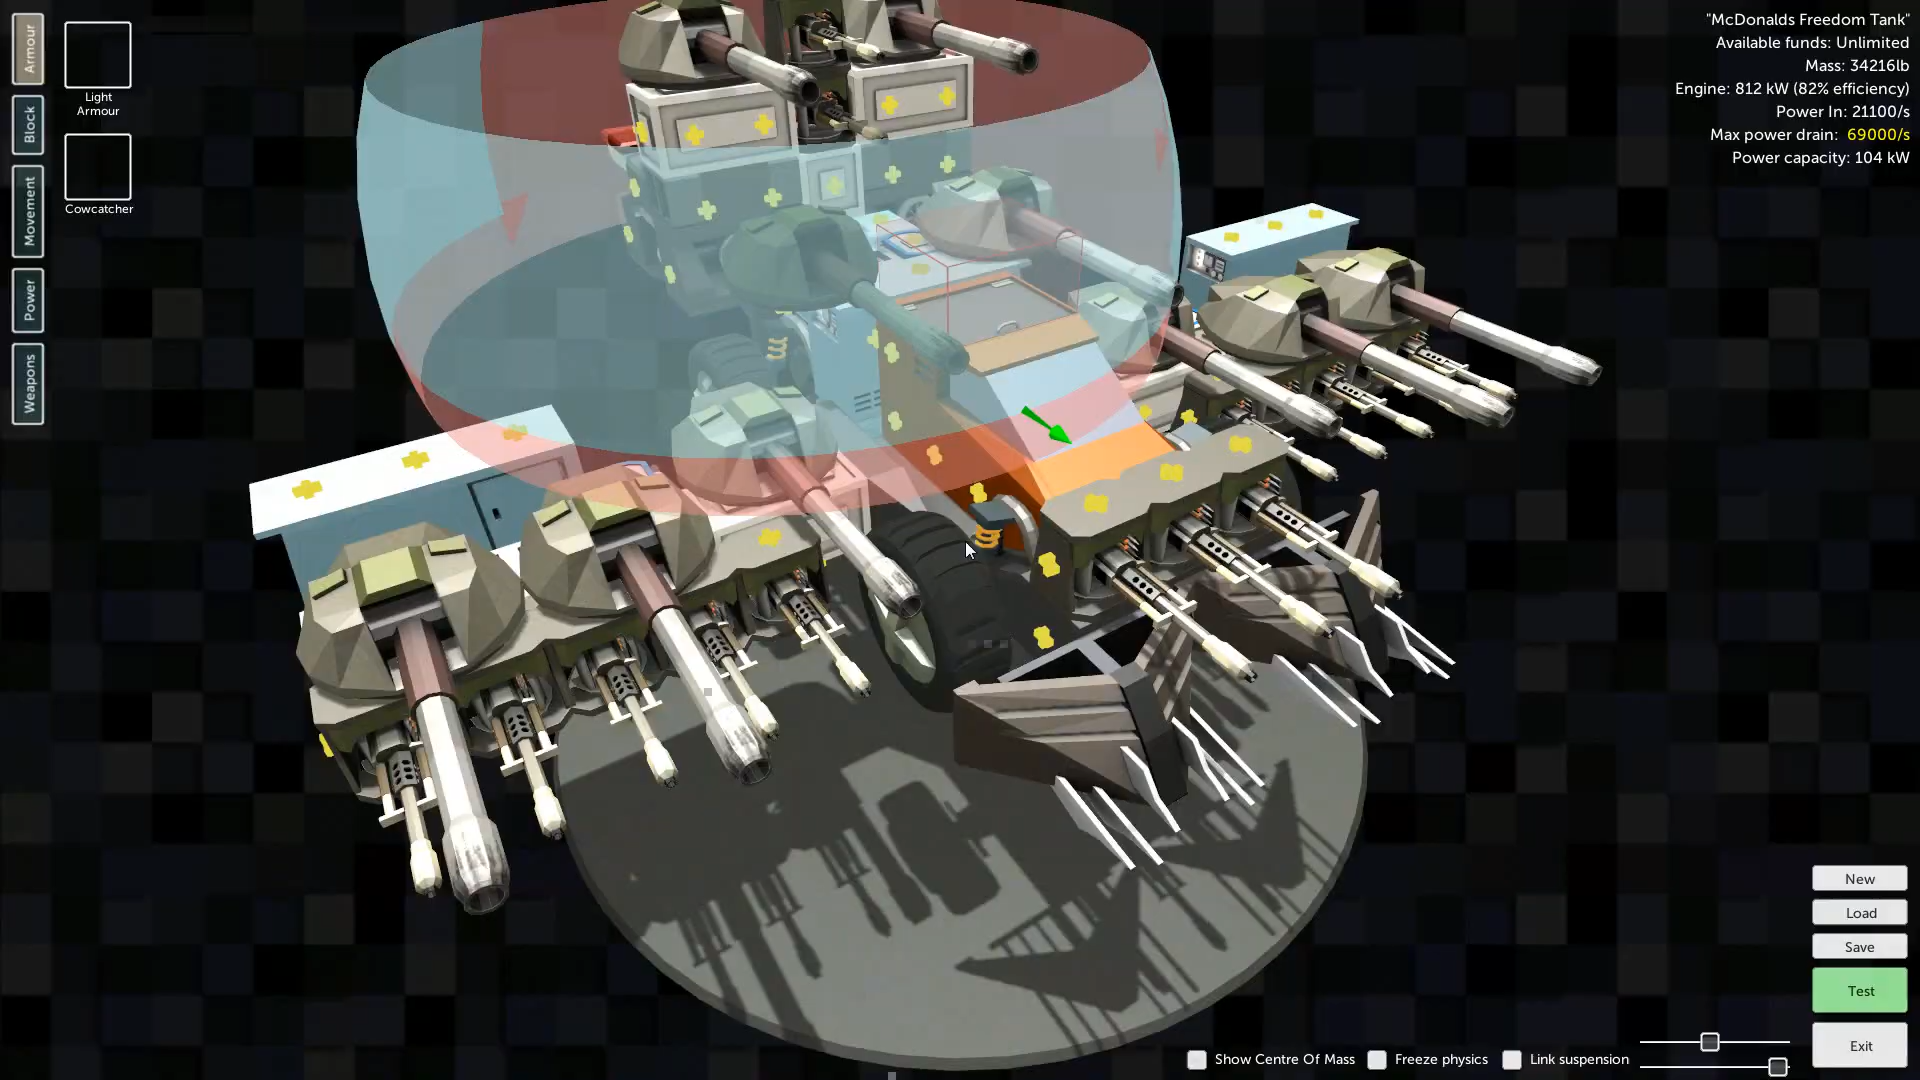 Armour
Block
Movement
Power
Weapons
Light
Armour
Cowcatcher
"McDonalds Freedom Tank"
Available funds: Unlimited
Mass: 34216lb
Engine: 812 kW (82% efficiency)
Power In: 21100/s
Max power drain: 69000/s
Power capacity: 104 kW
New
Load
Save
Test
Exit
Show Centre Of Mass
Freeze physics
Link suspension